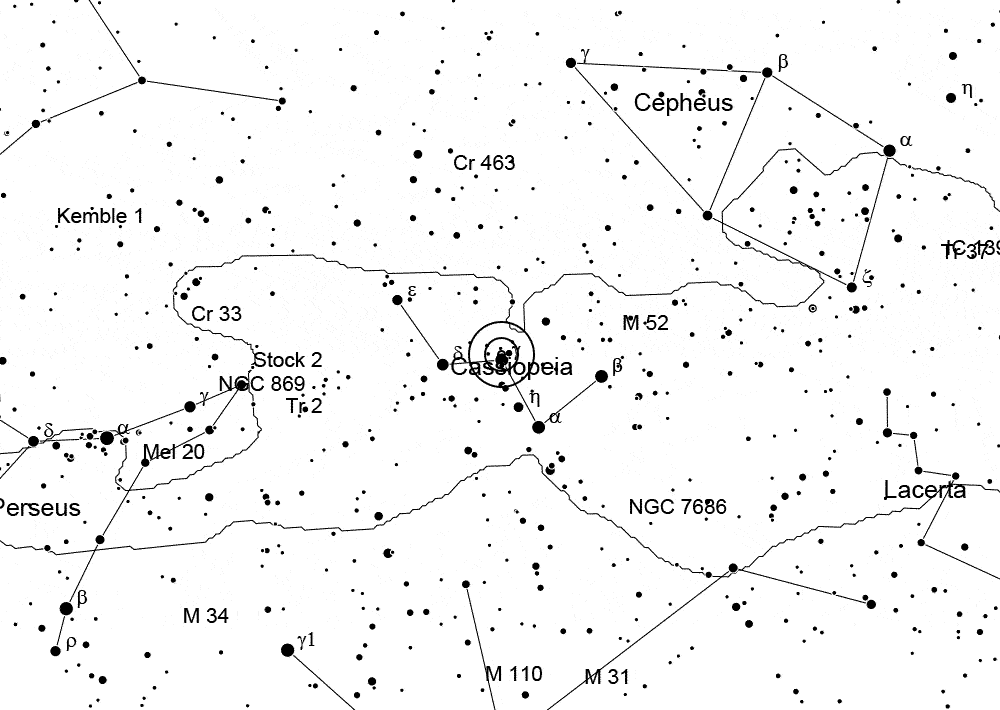 γ
β
η
Cepheus
α
Cr 463
Kemble 1
ζ
ε
Cr 33
M 52
δ
γ
Stock 2
Cassiopeia
β
NGC 869
γ
Tr 2
η
α
δ
α
Mel 20
Lacerta
Perseus
NGC 7686
β
M 34
ρ
γ1
M 110
M 31